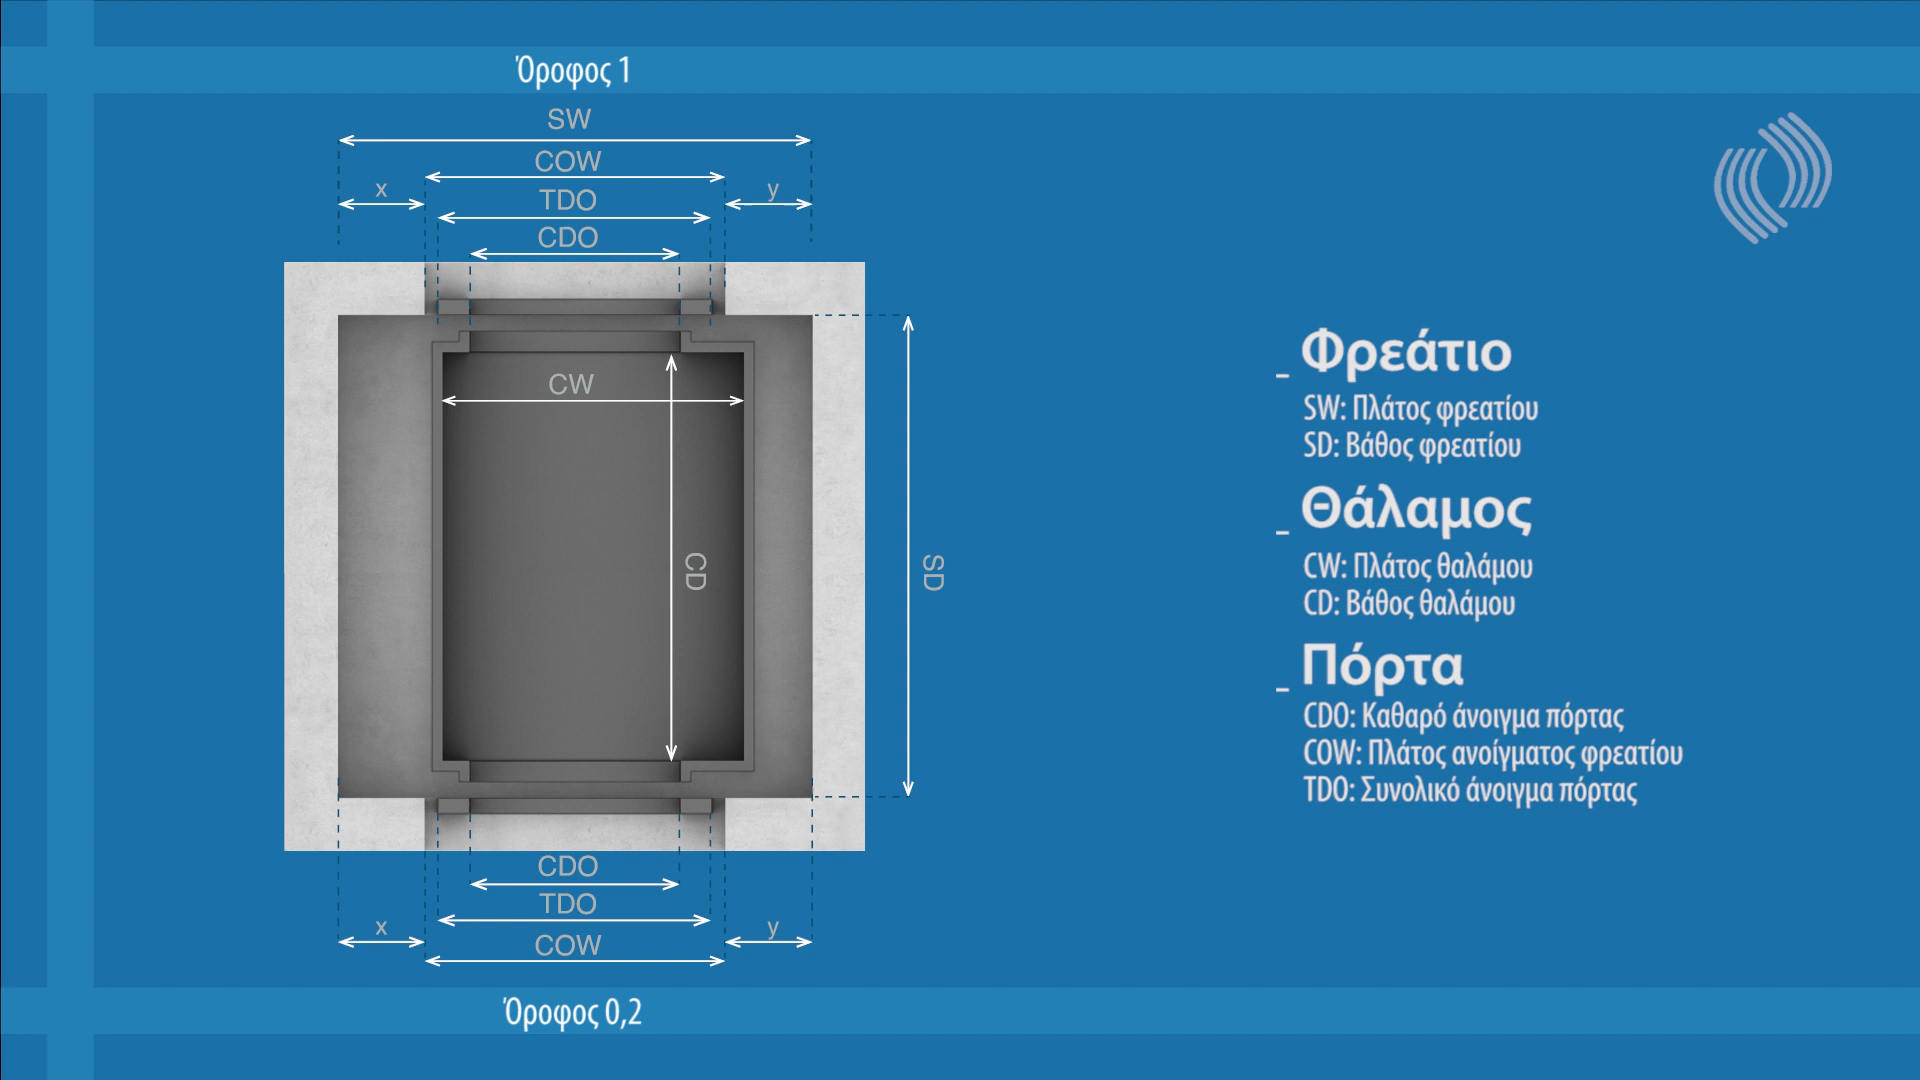 Όροφος 1
SW
COW
x
y
TDO
CDO
CW
CD
SD
CDO
TDO
x
y
COW
Όροφος 0,2
_ Φρεάτιο
SW: Πλάτος φρεατίου
SD: Βάθος φρεατίου
_ Θάλαμος
CW: Πλάτος θαλάμου
CD: Βάθος θαλάμου
_ Πόρτα
CDO: Καθαρό άνοιγμα πόρτας
COW: Πλάτος ανοίγματος φρεατίου
TDO: Συνολικό άνοιγμα πόρτας